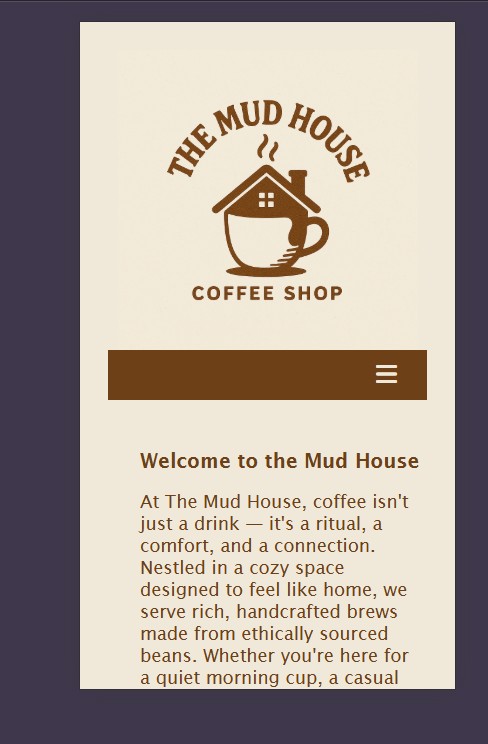 THE MUD HOUSE
COFFEE SHOP
Welcome to the Mud House
At The Mud House, coffee isn't
just a drink — it's a ritual, a
comfort, and a connection.
Nestled in a cozy space
designed to feel like home, we
serve rich, handcrafted brews
made from ethically sourced
beans. Whether you're here for
a quiet morning cup, a casual